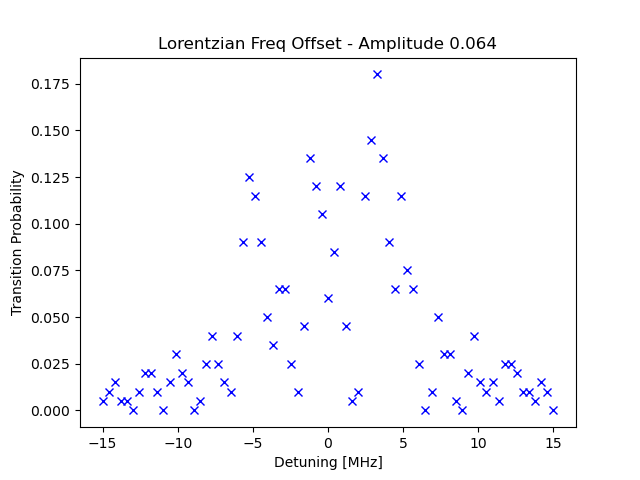 Lorentzian Freq Offset - Amplitude 0.064
Transition Probability
0.175
0.150
0.125
0.100
0.075
0.050
0.025
0.000
−15 −10 −5 0 5 10 15
Detuning [MHz]